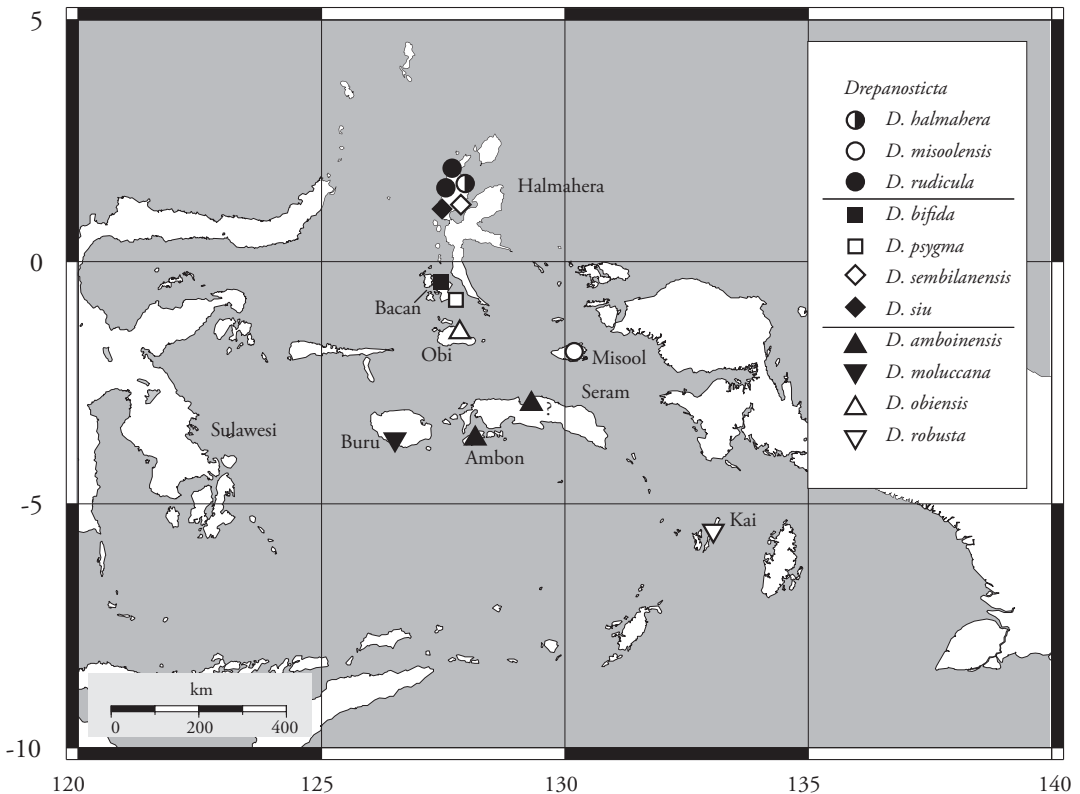 5
0
-5
-10
120
125
130
135
140
Halmahera
Bacan
Obi
Misool
Seram
Sulawesi
Buru
?
Ambon
Kai
km
0 200 400
Drepanosticta
D. halmahera
D. misoolensis
D. rudicula
D. bifida
D. psygma
D. sembilanensis
D. siu
D. amboinensis
D. moluccana
D. obiensis
D. robusta